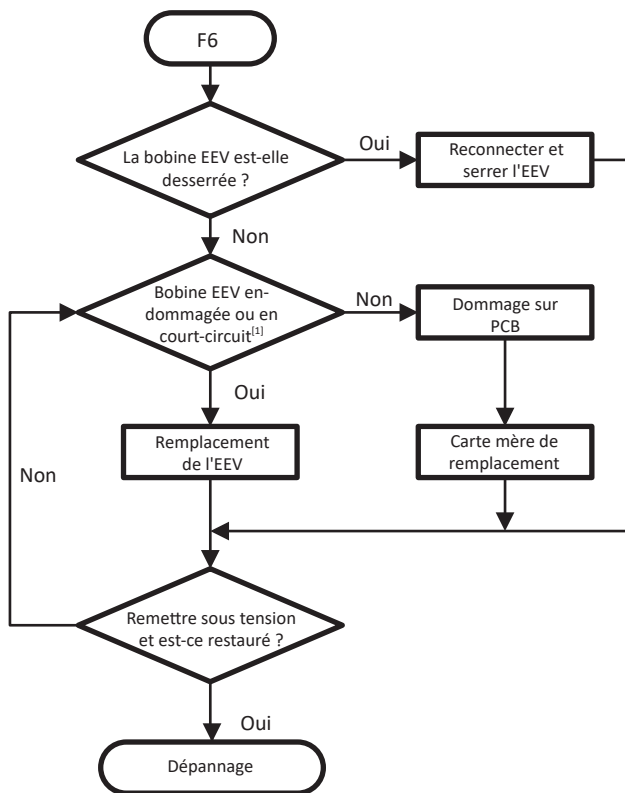 F6
La bobine EEV est-elle
desserrée ?
Oui
Reconnecter et
serrer l'EEV
Non
Bobine EEV en-
dommagée ou en
court-circuit[1]
Non
Dommage sur
PCB
Oui
Remplacement
de l'EEV
Carte mère de
remplacement
Non
Remettre sous tension
et est-ce restauré ?
Oui
Dépannage